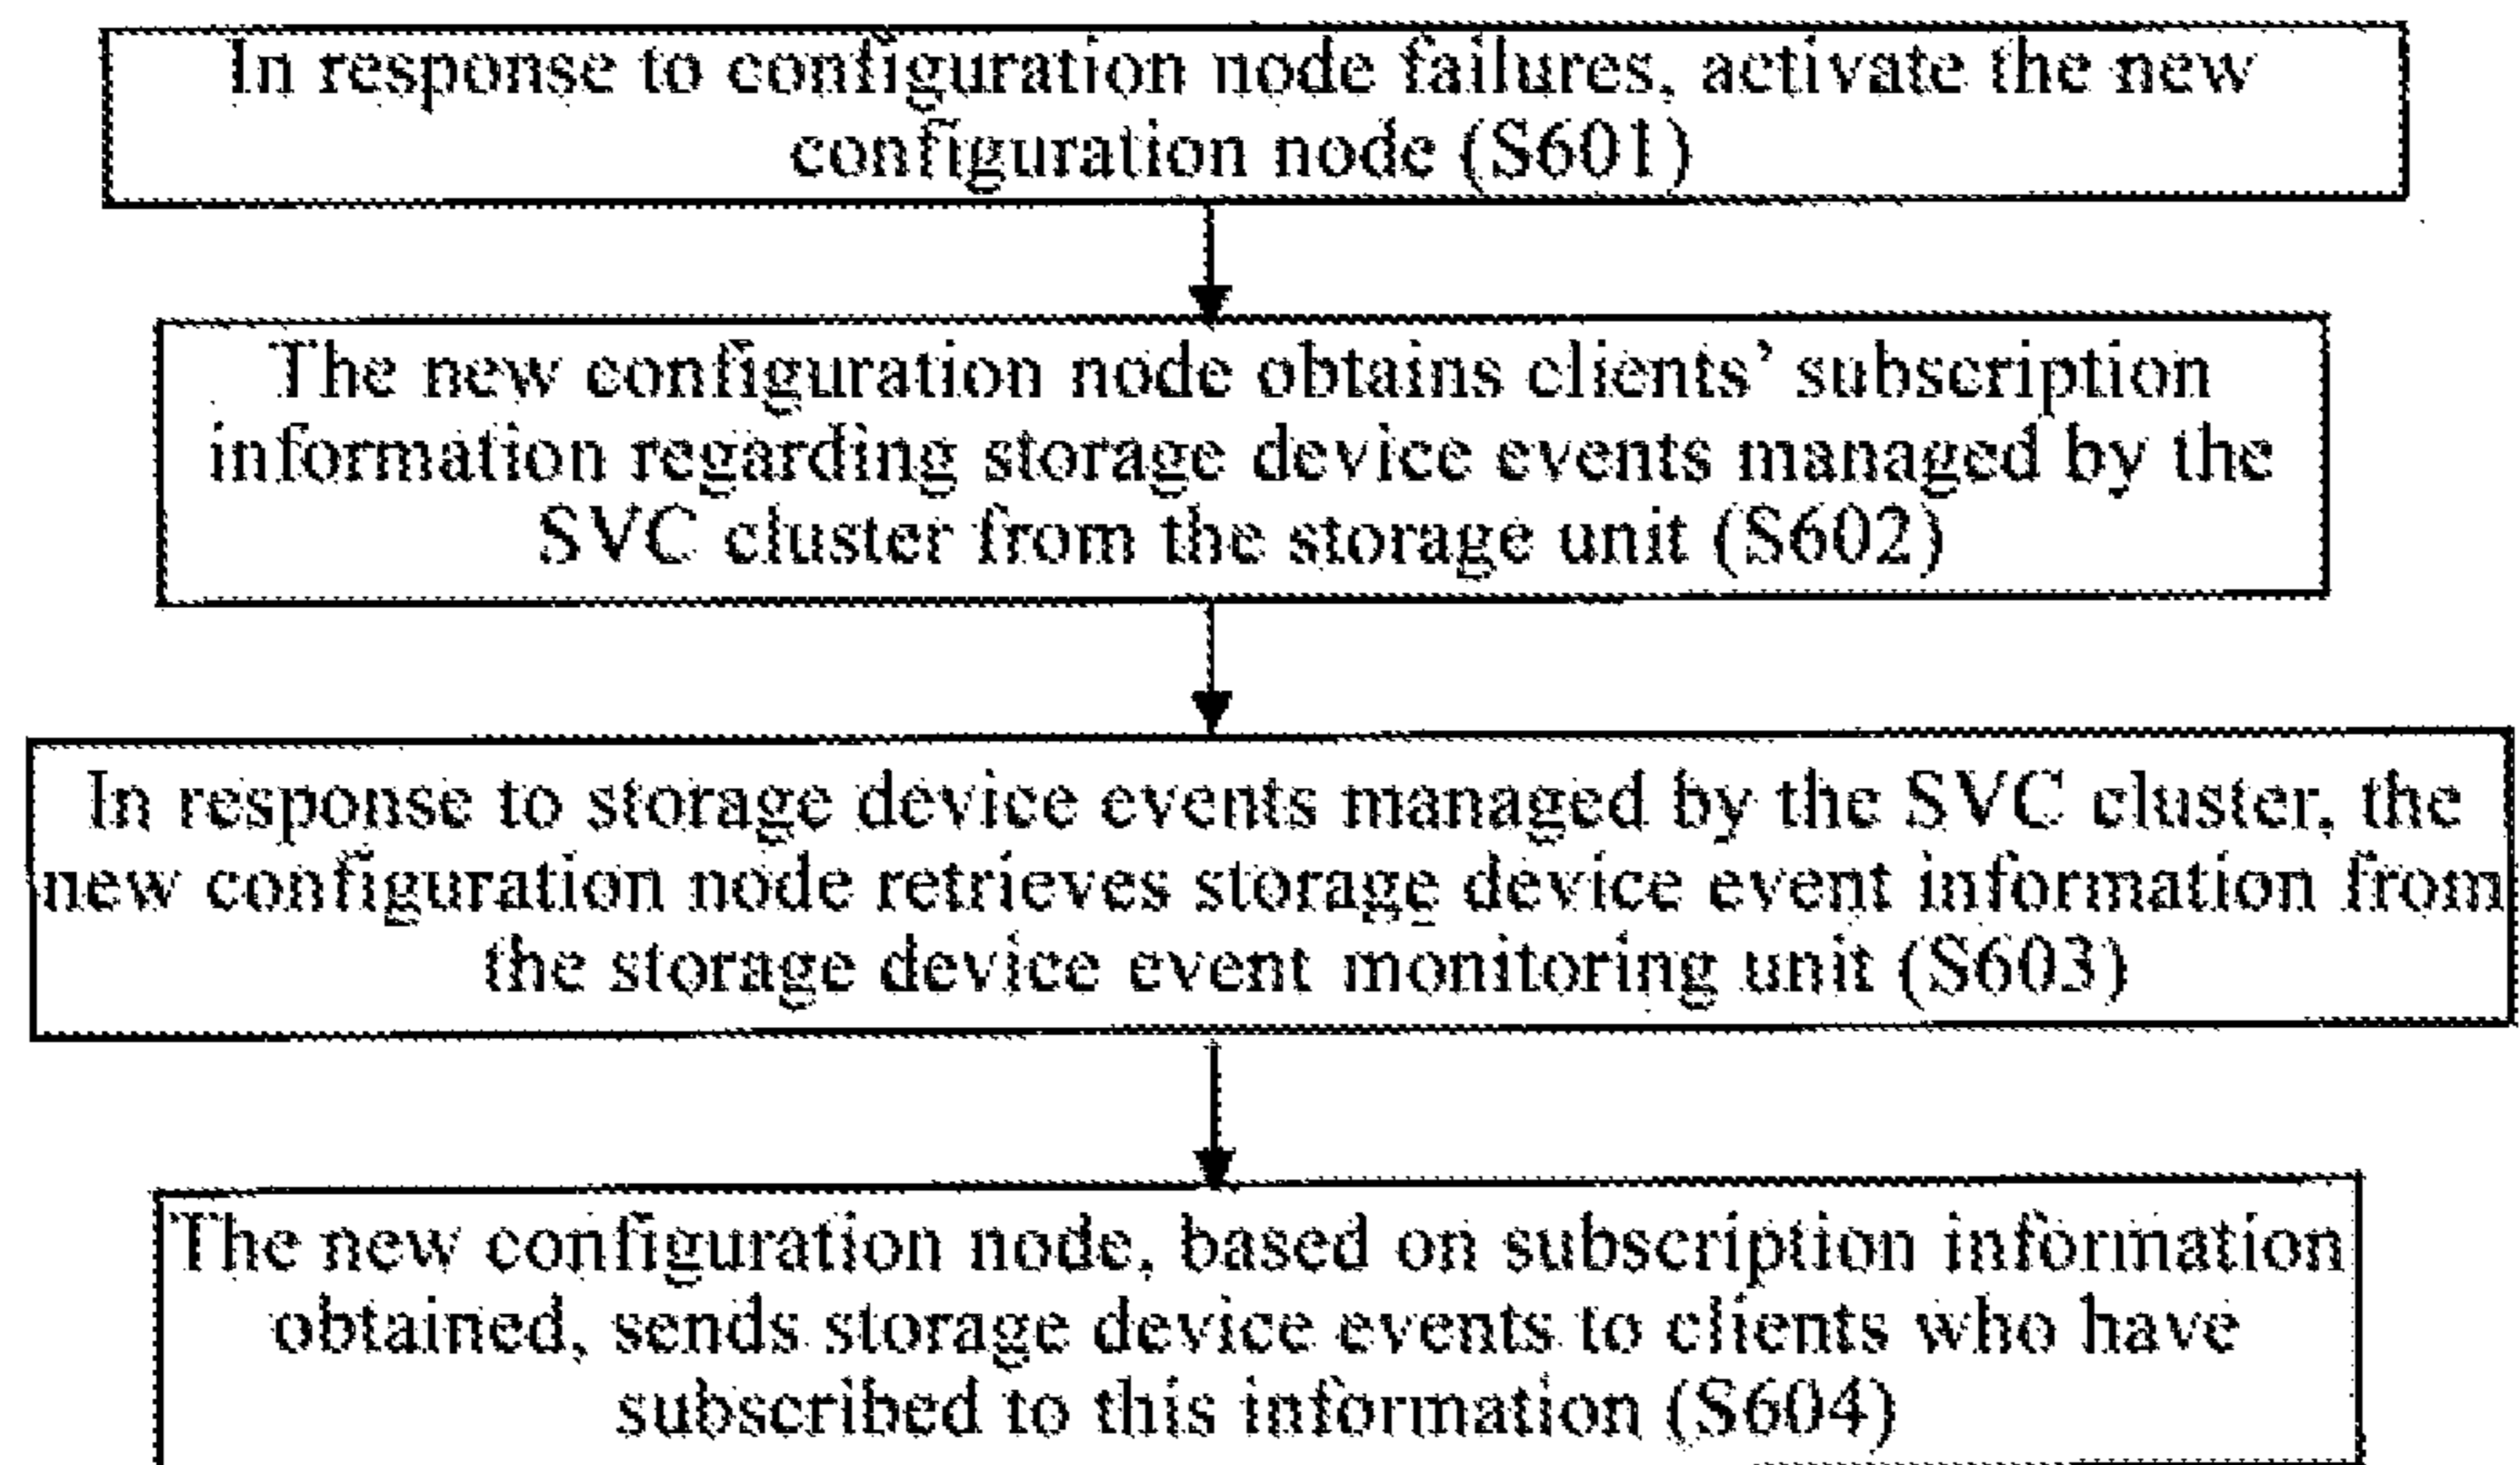 In response to configuration node failures, activate the new
configuration node (S601)
The new configuration node obtains clients’ subscription
information regarding storage device events managed by the
SVC cluster from the storage unit (S602)
In response to storage device events managed by the SVC cluster, the
new configuration node retrieves storage device event information from
the storage device event monitoring unit (S603)
The new configuration node, based on subscription information
obtained, sends storage device events to clients who have
subscribed to this information (S604)